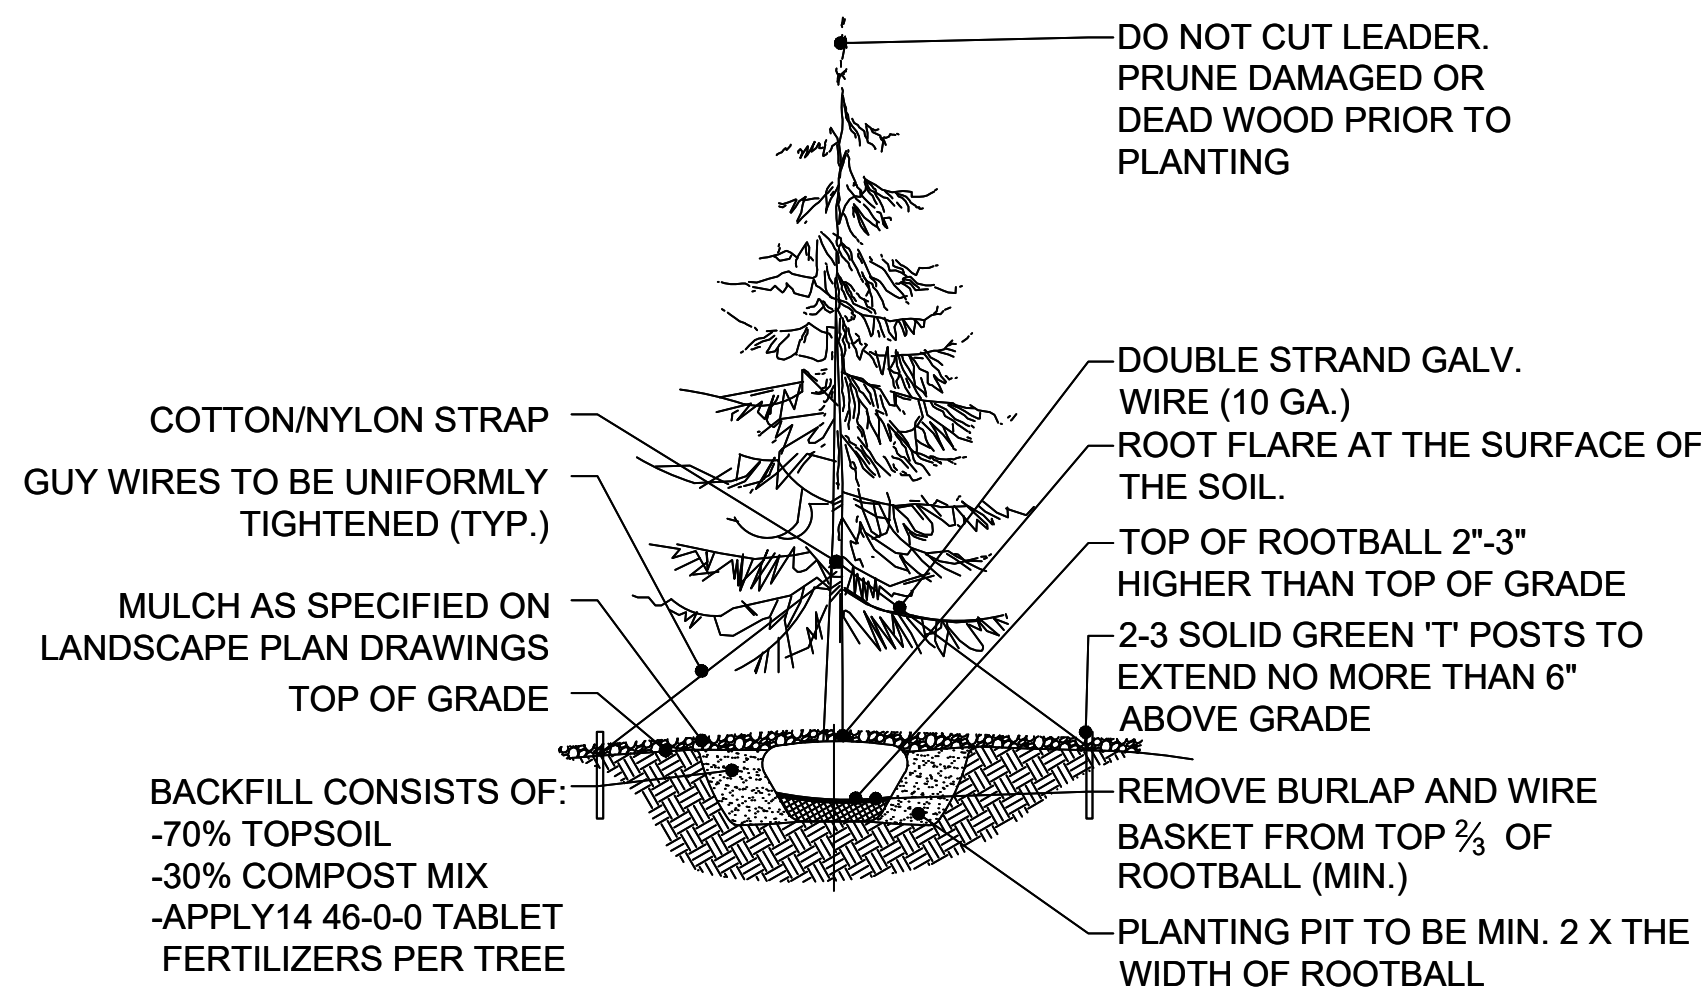 DO NOT CUT LEADER.
PRUNE DAMAGED OR
DEAD WOOD PRIOR TO
PLANTING
COTTON/NYLON STRAP
GUY WIRES TO BE UNIFORMLY
TIGHTENED (TYP.)
MULCH AS SPECIFIED ON
LANDSCAPE PLAN DRAWINGS
TOP OF GRADE
BACKFILL CONSISTS OF:
-70% TOPSOIL
-30% COMPOST MIX
-APPLY14 46-0-0 TABLET
FERTILIZERS PER TREE
DOUBLE STRAND GALV.
WIRE (10 GA.)
ROOT FLARE AT THE SURFACE OF
THE SOIL.
TOP OF ROOTBALL 2"-3"
HIGHER THAN TOP OF GRADE
2-3 SOLID GREEN 'T' POSTS TO
EXTEND NO MORE THAN 6"
ABOVE GRADE
REMOVE BURLAP AND WIRE
BASKET FROM TOP ⅔ OF
ROOTBALL (MIN.)
PLANTING PIT TO BE MIN. 2 X THE
WIDTH OF ROOTBALL